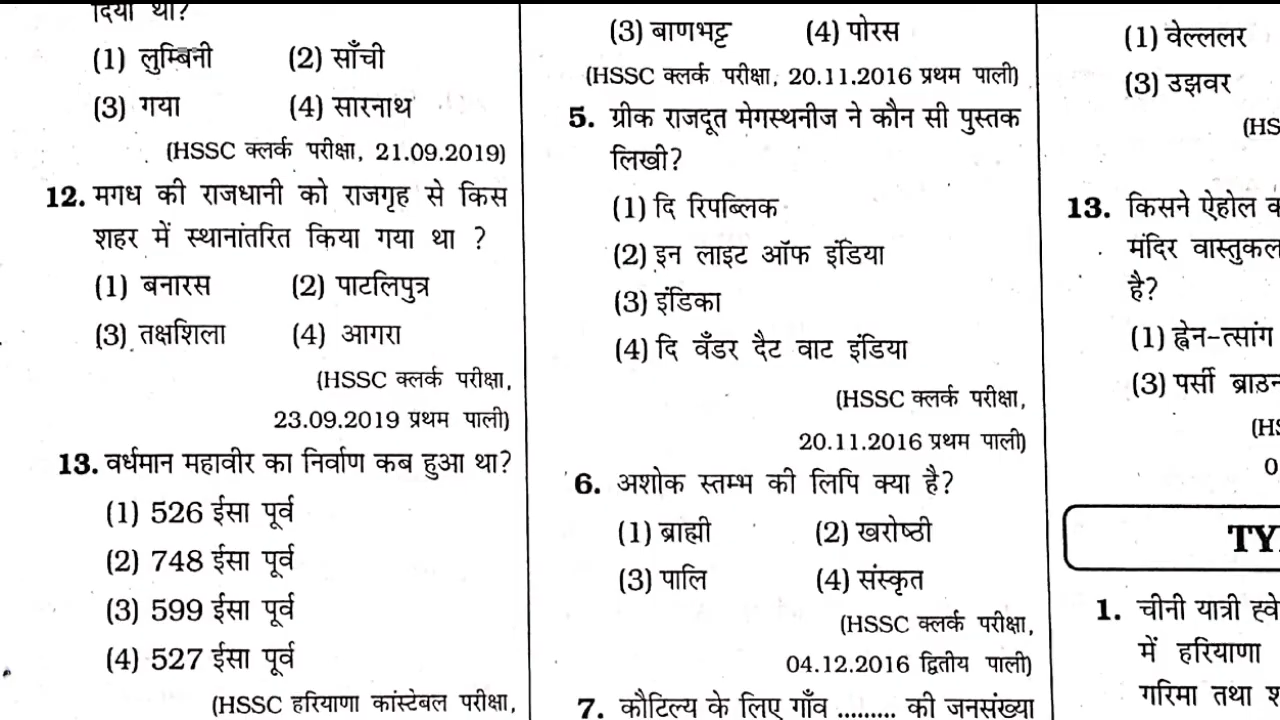 दिया था?
(1) लुम्बिनी (2) साँची
(3) गया (4) सारनाथ
(HSSC क्लर्क परीक्षा, 21.09.2019)
12. मगध की राजधानी को राजगृह से किस
शहर में स्थानांतरित किया गया था ?
(1) बनारस (2) पाटलिपुत्र
(3) तक्षशिला (4) आगरा
(HSSC क्लर्क परीक्षा,
23.09.2019 प्रथम पाली)
13. वर्धमान महावीर का निर्वाण कब हुआ था?
(1) 526 ईसा पूर्व
(2) 748 ईसा पूर्व
(3) 599 ईसा पूर्व
(4) 527 ईसा पूर्व
(HSSC हरियाणा कांस्टेबल परीक्षा,
(3) बाणभट्ट (4) पोरस
(HSSC क्लर्क परीक्षा, 20.11.2016 प्रथम पाली)
5. ग्रीक राजदूत मेगस्थनीज ने कौन सी पुस्तक
लिखी?
(1) दि रिपब्लिक
(2) इन लाइट ऑफ इंडिया
(3) इंडिका
(4) दि वँडर दैट वाट इंडिया
(HSSC क्लर्क परीक्षा,
20.11.2016 प्रथम पाली)
6. अशोक स्तम्भ की लिपि क्या है?
(1) ब्राह्मी (2) खरोष्ठी
(3) पालि (4) संस्कृत
(HSSC क्लर्क परीक्षा,
04.12.2016 द्वितीय पाली)
7. कौटिल्य के लिए गाँव ......... की जनसंख्या
(1) वेल्ललर
(3) उझवर
(HS
13. किसने ऐहोल
मंदिर वास्तुकल
है?
(1) ह्वेन-त्सांग
(3) पर्सी ब्राउन
(HS
0
TY
1. चीनी यात्री ह्वे
में हरियाणा
गरिमा तथा